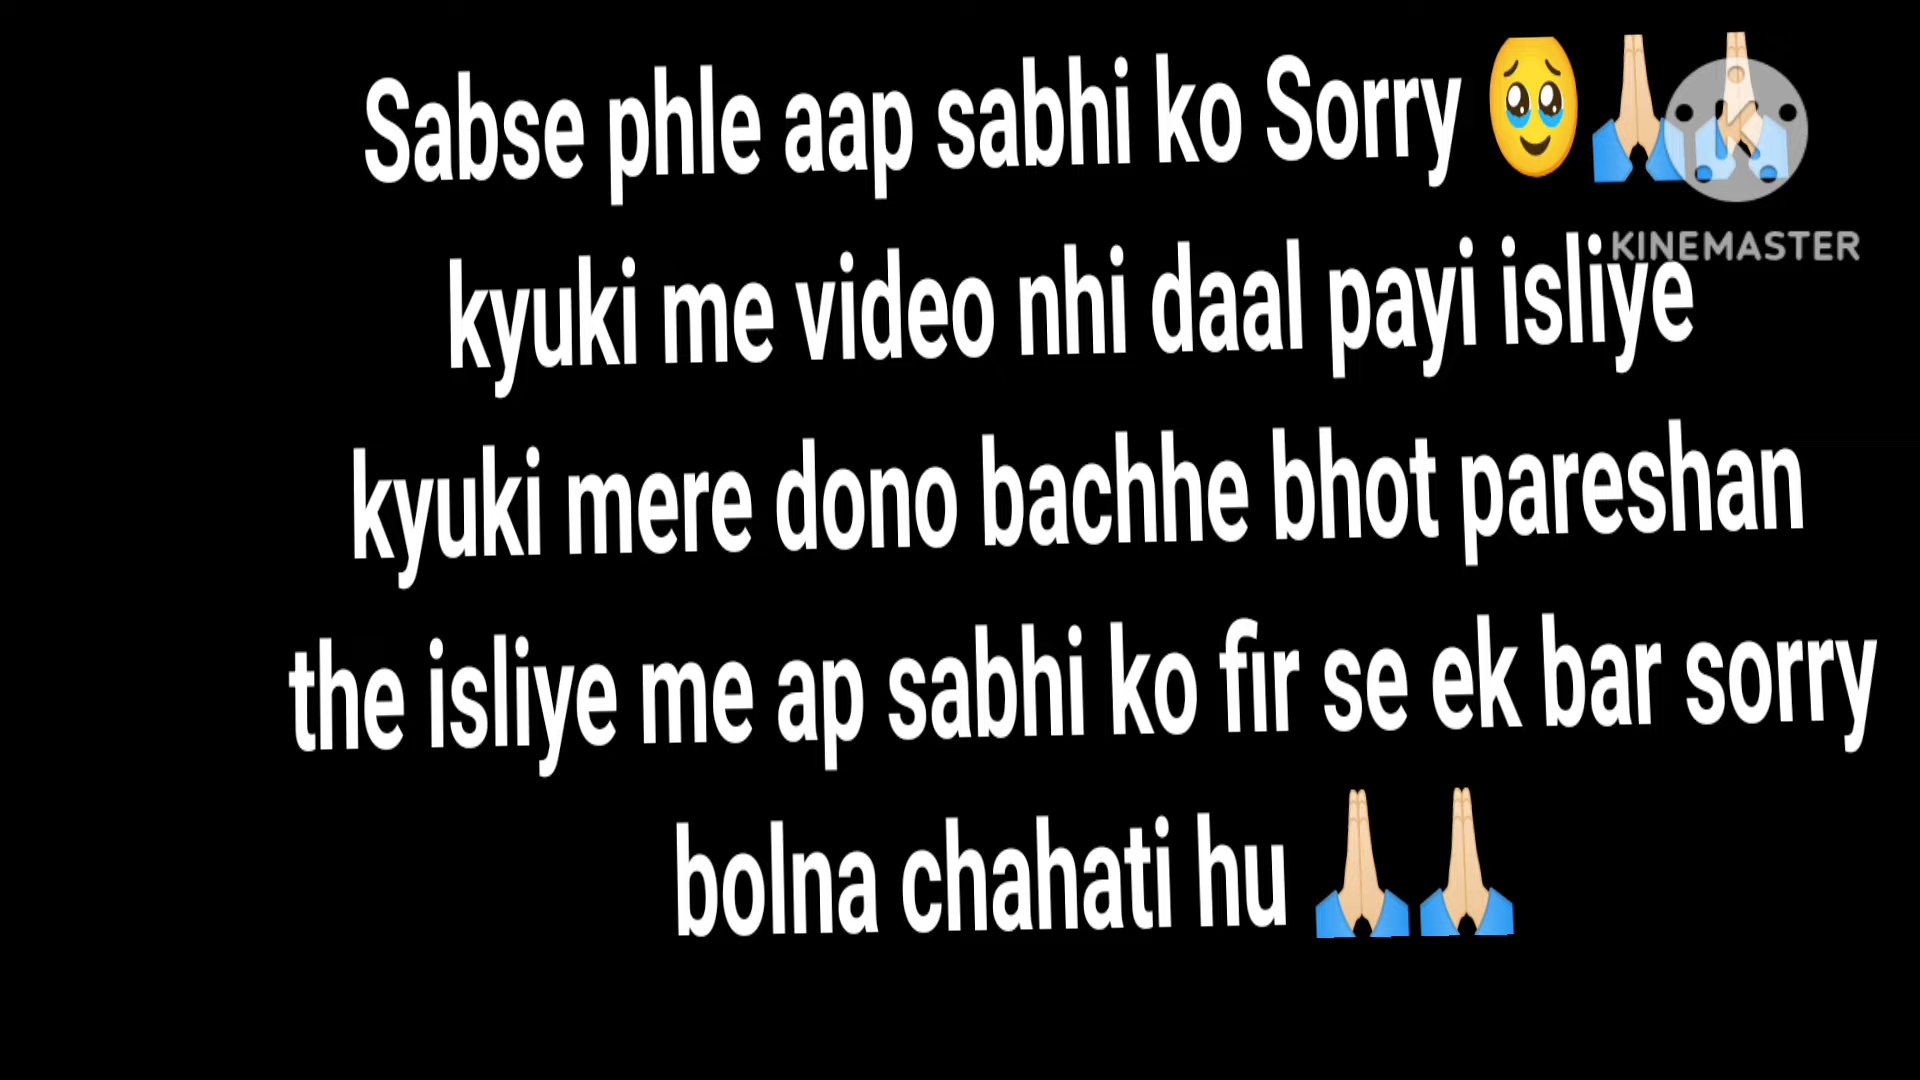 Sabse phle aap sabhi ko Sorry 🥹🙏🏻🙏🏻
KINEMASTER
kyuki me video nhi daal payi isliye
kyuki mere dono bachhe bhot pareshan
the isliye me ap sabhi ko fir se ek bar sorry
bolna chahati hu 🙏🏻🙏🏻